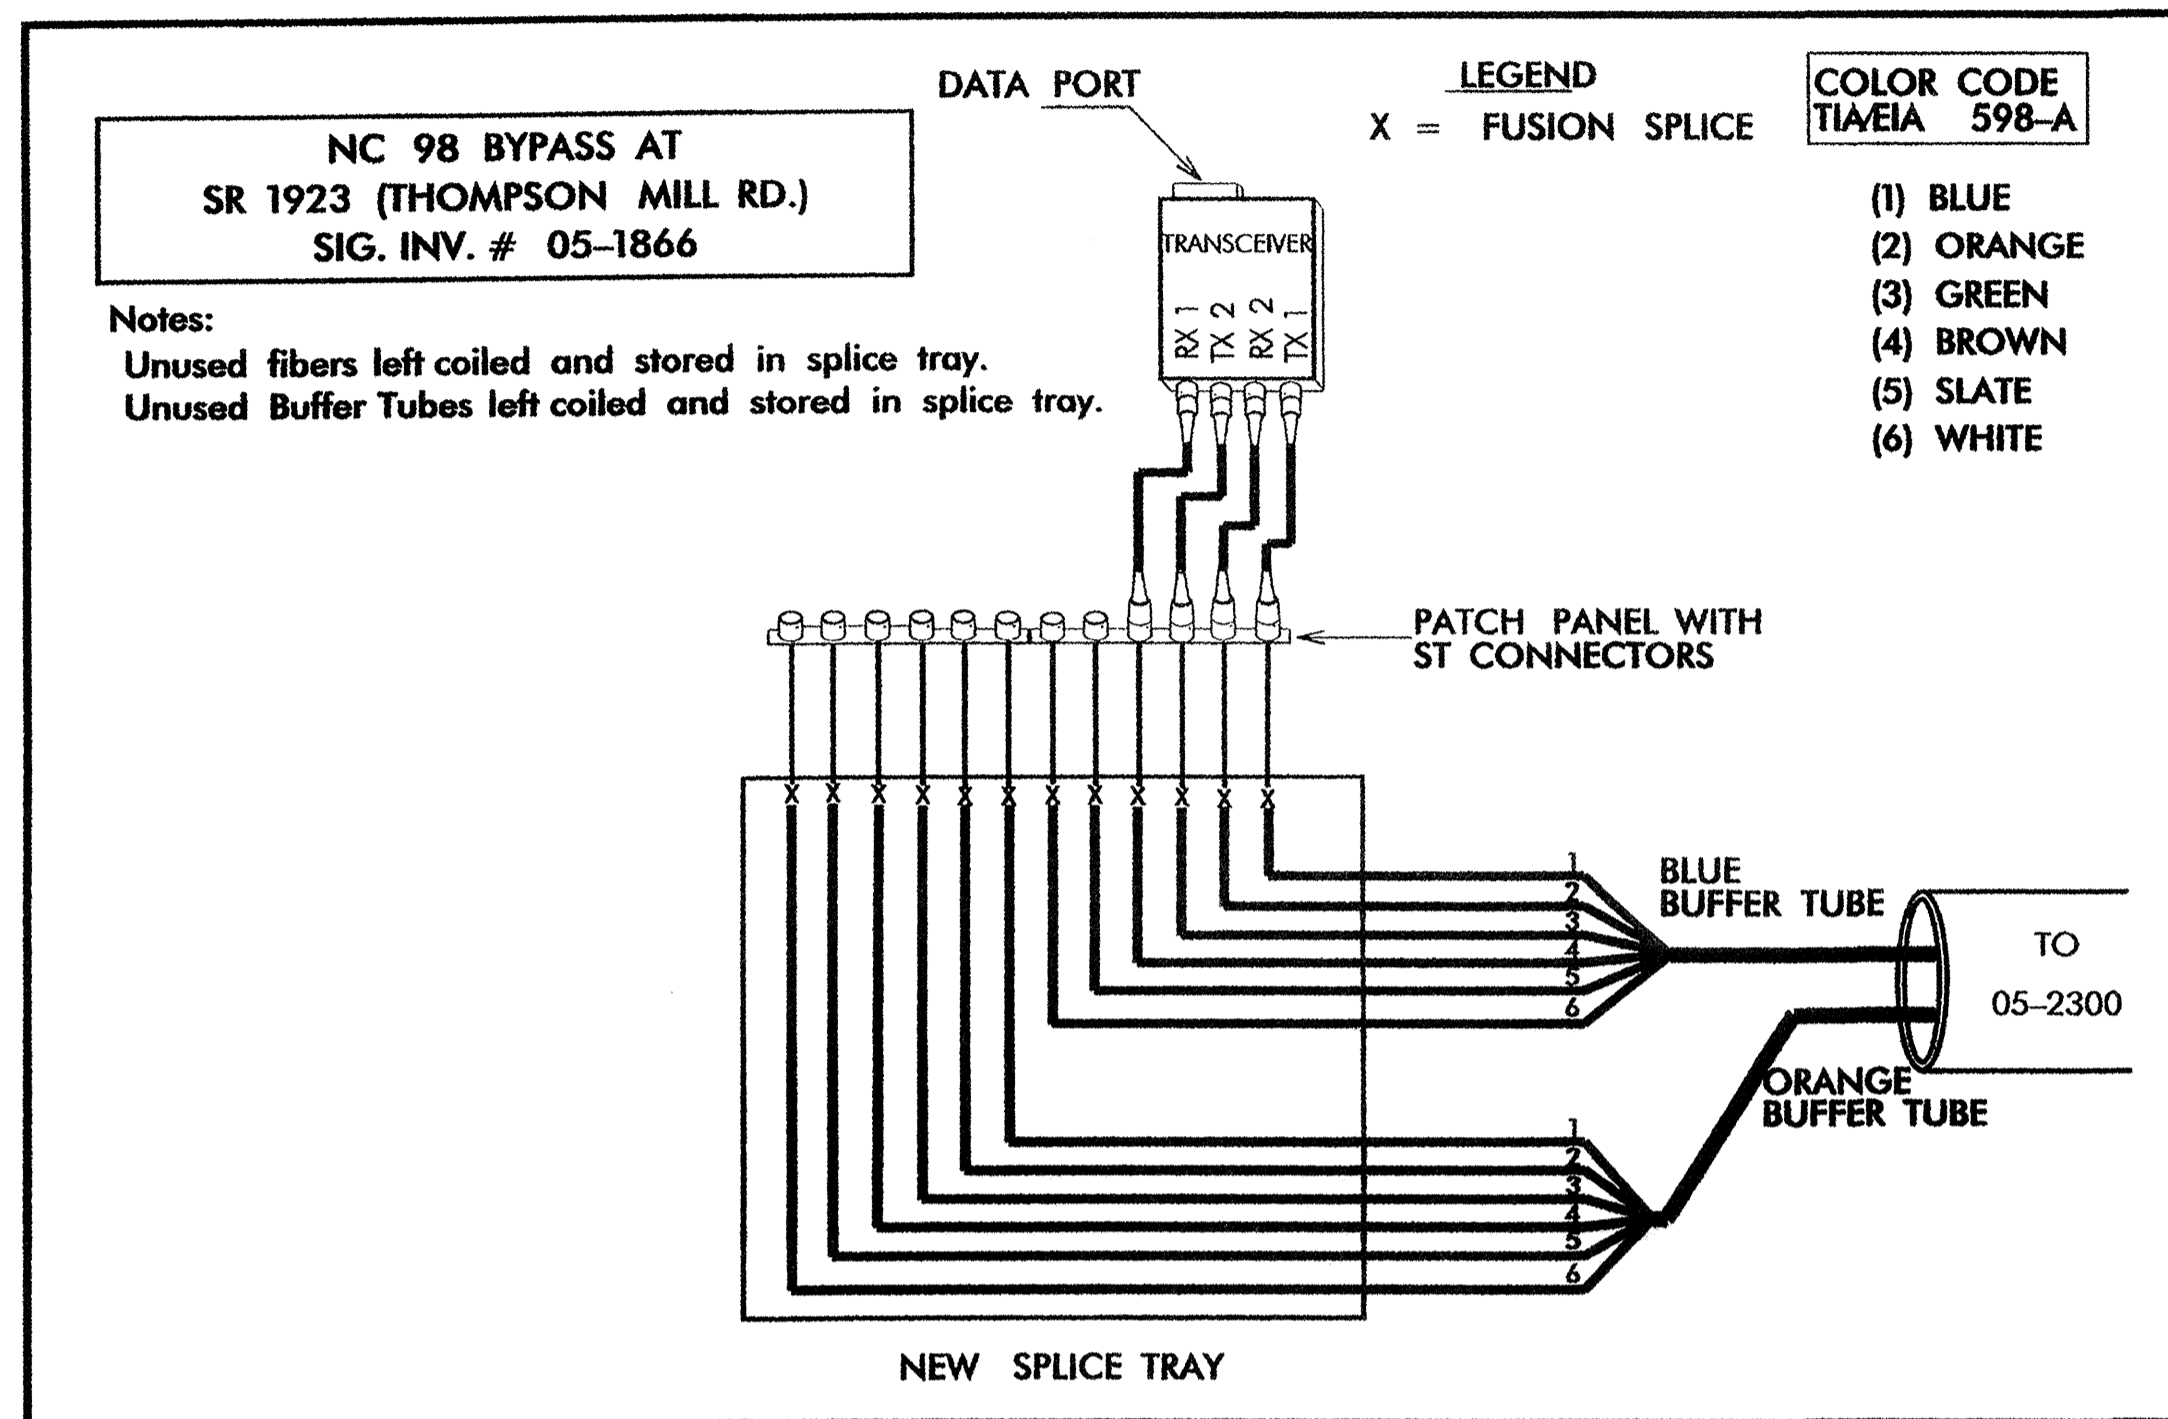 NC 98 BYPASS AT
SR 1923 (THOMPSON MILL RD.)
SIG. INV. # 05-1866
Notes:
Unused fibers left coiled and stored in splice tray.
Unused Buffer Tubes left coiled and stored in splice tray.
DATA PORT
LEGEND
X = FUSION SPLICE
COLOR CODE
TIA/EIA 598-A
(1) BLUE
(2) ORANGE
(3) GREEN
(4) BROWN
(5) SLATE
(6) WHITE
TRANSCEIVER
RX 1
TX 2
RX 2
TX 1
PATCH PANEL WITH
ST CONNECTORS
X X X X X X X X X X X X
1
2
3
4
5
6
BLUE
BUFFER TUBE
TO
05-2300
ORANGE
BUFFER TUBE
1
2
3
4
5
6
NEW SPLICE TRAY